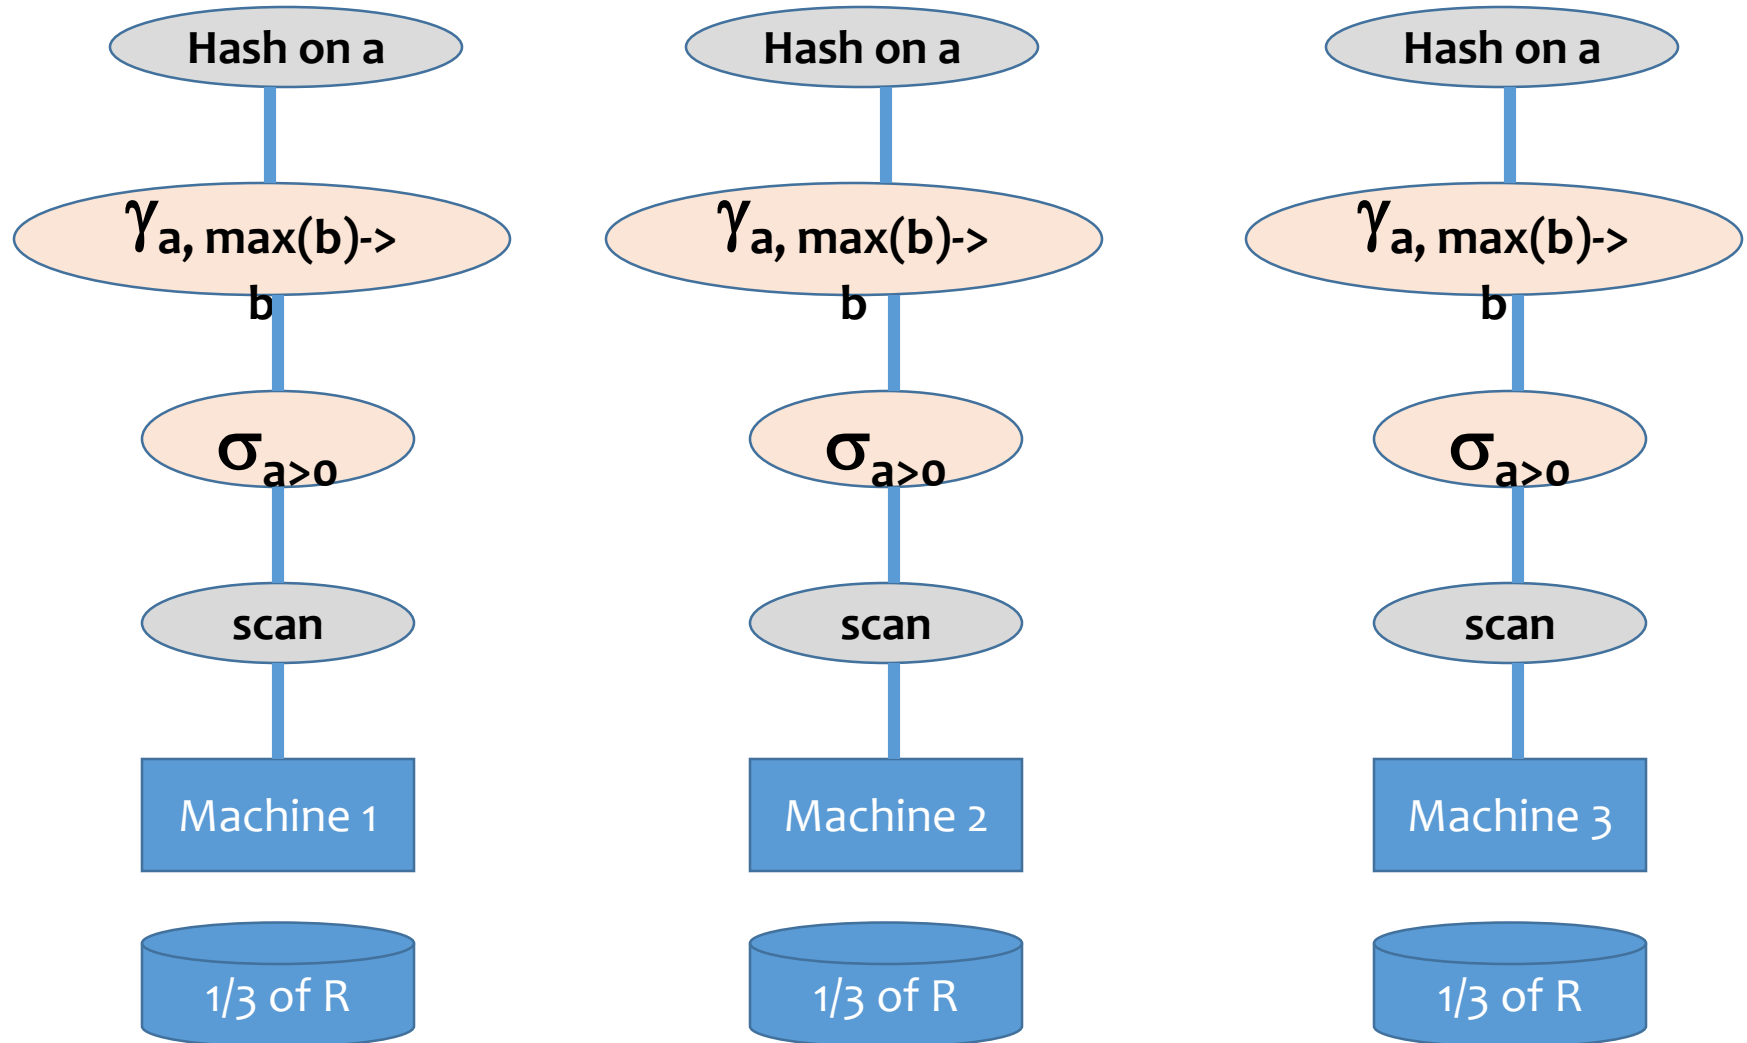 Hash on a
Hash on a
Hash on a
γa, max(b)->
b
γa, max(b)->
b
γa, max(b)->
b
σa>0
σa>0
σa>0
scan
scan
scan
Machine 1
Machine 2
Machine 3
1/3 of R
1/3 of R
1/3 of R